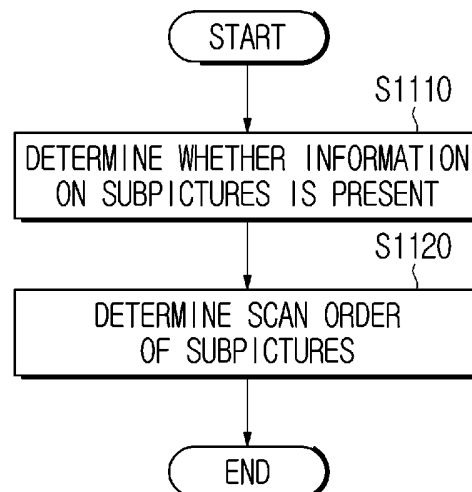 START
S1110
DETERMINE WHETHER INFORMATION
ON SUBPICTURES IS PRESENT
S1120
DETERMINE SCAN ORDER
OF SUBPICTURES
END